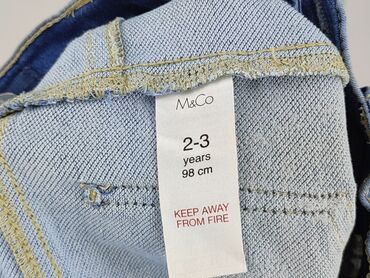 M&Co
2-3
years
98 cm
KEEP AWAY
FROM FIRE